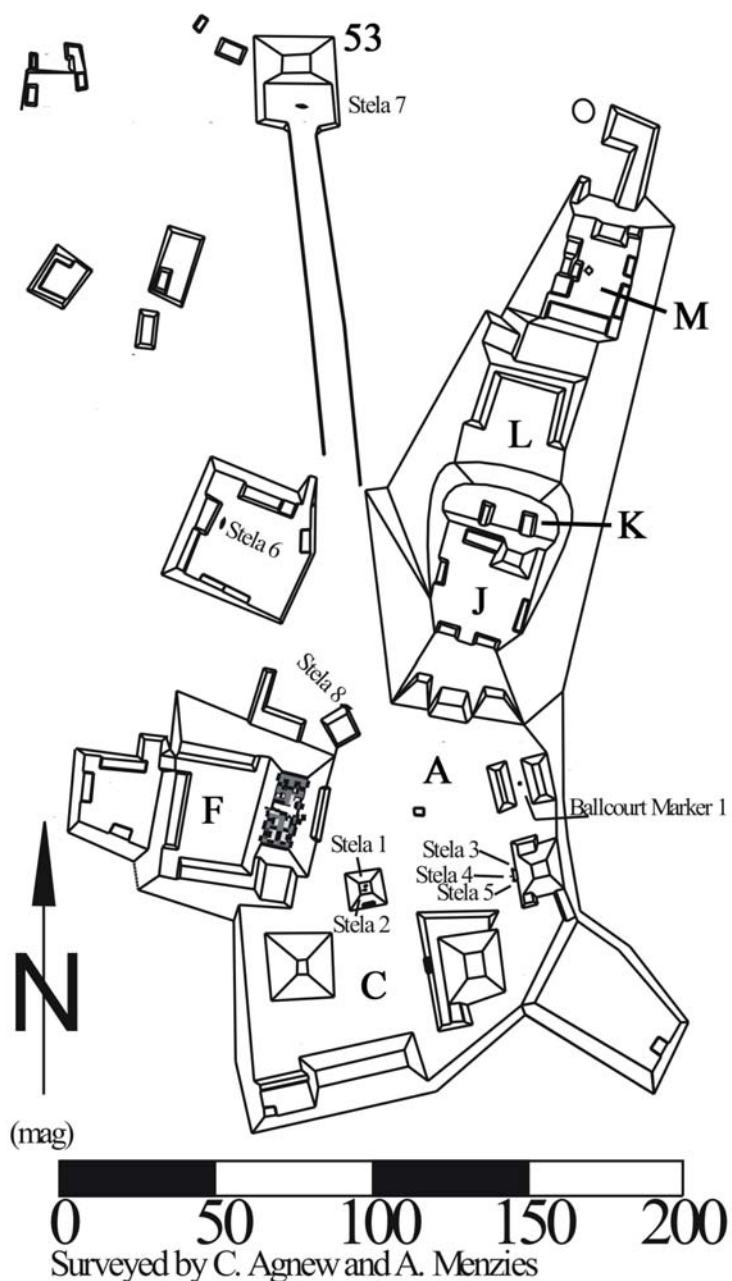 53
Stela 7
M
L
K
Stela 6
J
Stela 8
A
F
Ballcourt Marker 1
Stela 1
Stela 3
Stela 4
Stela 5
Stela 2
C
N
(mag)
0 50 100 150 200
Surveyed by C. Agnew and A. Menzies